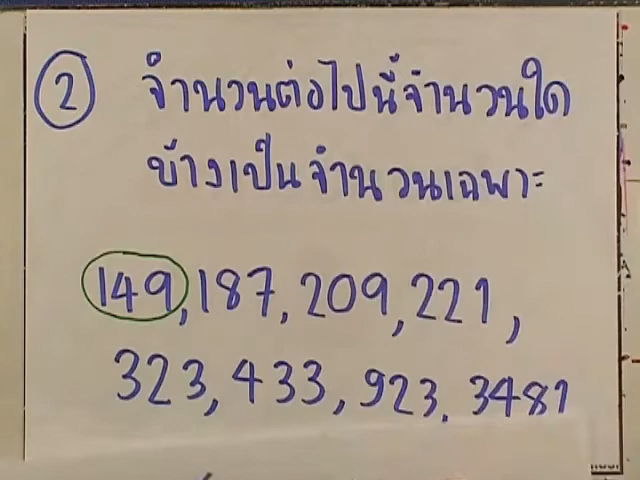 2 จำนวนต่อไปนี้จำนวนใด
บ้างเป็นจำนวนเฉพาะ
149, 187, 209, 221,
323, 433, 923, 3481